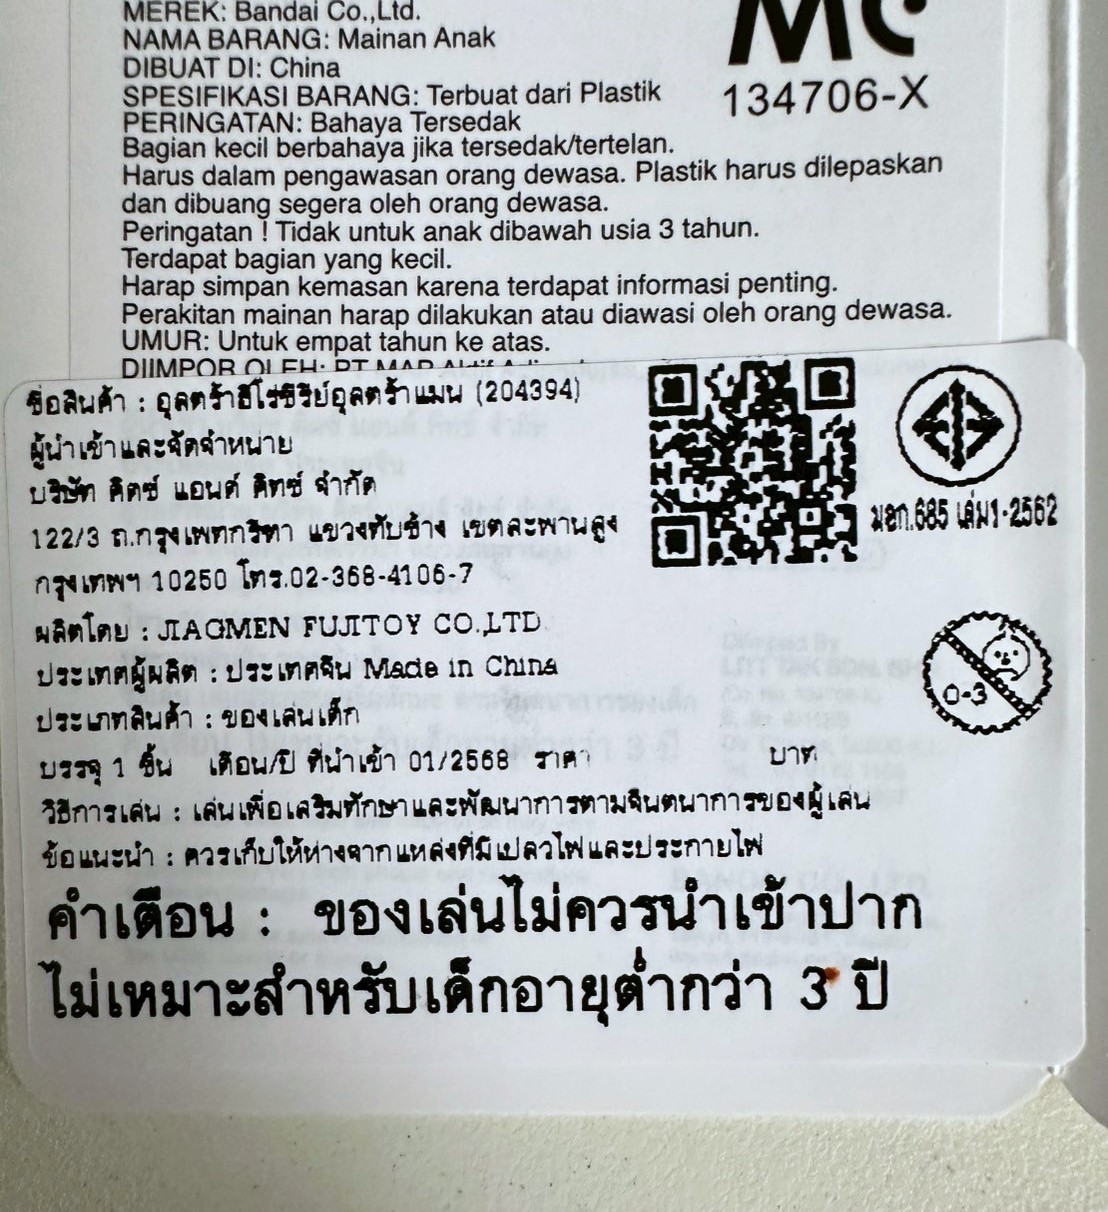 MEREK: Bandai Co.,Ltd.
NAMA BARANG: Mainan Anak
DIBUAT DI: China
SPESIFIKASI BARANG: Terbuat dari Plastik
PERINGATAN: Bahaya Tersedak
Bagian kecil berbahaya jika tersedak/tertelan.
Harus dalam pengawasan orang dewasa. Plastik harus dilepaskan
dan dibuang segera oleh orang dewasa.
Peringatan ! Tidak untuk anak dibawah usia 3 tahun.
Terdapat bagian yang kecil.
Harap simpan kemasan karena terdapat informasi penting.
Perakitan mainan harap dilakukan atau diawasi oleh orang dewasa.
UMUR: Untuk empat tahun ke atas.
DIIMPOR OLEH: PT MAP Aktif
MC
134706-X
ชื่อสินค้า : อุลตร้าฮีโร่ซีรีย์อุลตร้าแมน (204394)
ผู้นำเข้าและจัดจำหน่าย
บริษัท คิดซ์ แอนด์ คิทซ์ จำกัด
122/3 ถ.กรุงเทพกรีฑา แขวงทับช้าง เขตสะพานสูง
กรุงเทพฯ 10250 โทร.02-368-4106-7
ผลิตโดย : JIAOMEN FUJITOY CO.,LTD
ประเทศผู้ผลิต : ประเทศจีน Made in China
ประเภทสินค้า : ของเล่นเด็ก
บรรจุ 1 ชิ้น เดือน/ปี ที่นำเข้า 01/2568 ราคา บาท
วิธีการเล่น : เล่นเพื่อเสริมทักษาและพัฒนาการตามจินตนาการของผู้เล่น
ข้อแนะนำ : ควรเก็บให้ห่างจากแหล่งที่มีเปลวไฟและประกายไฟ
คำเตือน : ของเล่นไม่ควรนำเข้าปาก
ไม่เหมาะสำหรับเด็กอายุต่ำกว่า 3 ปี
มอก.685 เล่ม1-2562
0-3